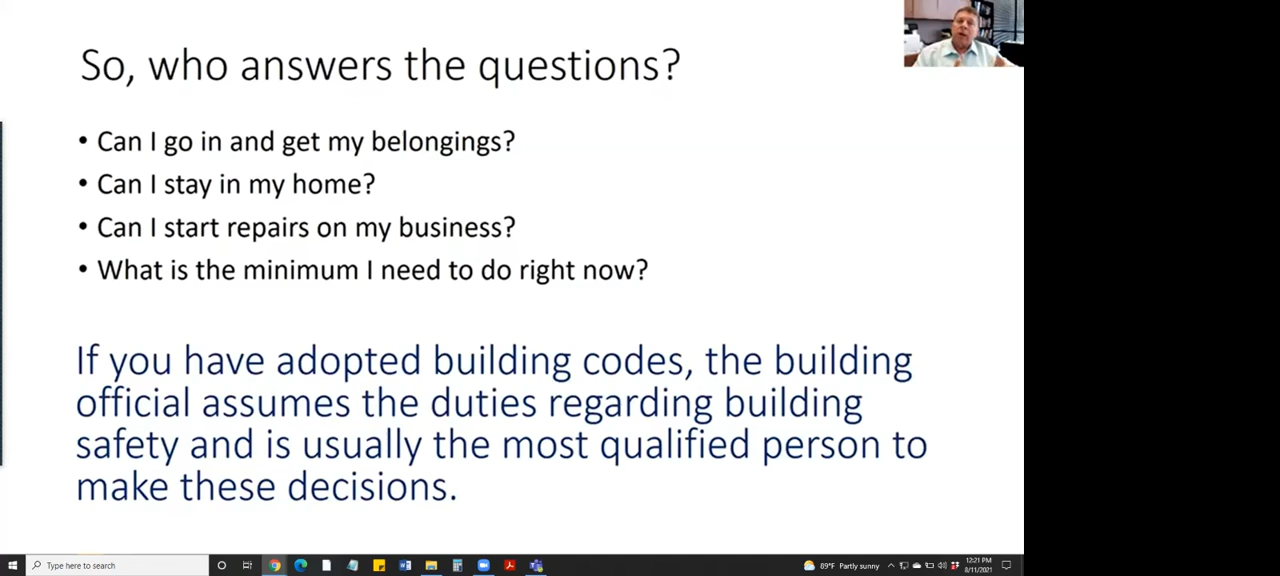 So, who answers the questions?
• Can I go in and get my belongings?
• Can I stay in my home?
• Can I start repairs on my business?
• What is the minimum I need to do right now?
If you have adopted building codes, the building
official assumes the duties regarding building
safety and is usually the most qualified person to
make these decisions.
Type here to search
89°F Partly sunny
12:21 PM
8/11/2021